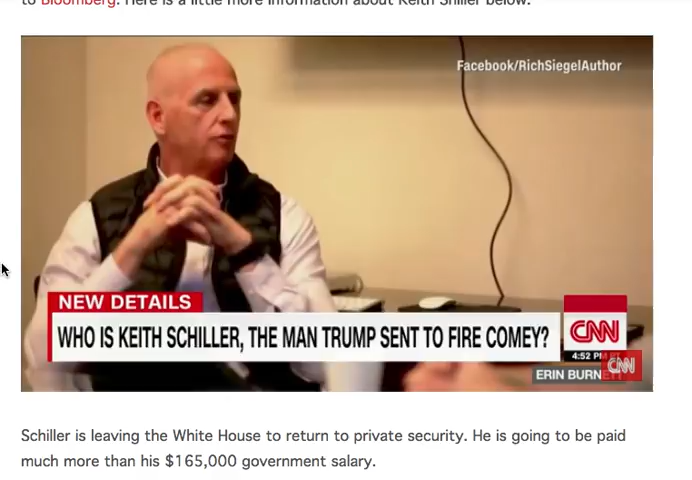 to Bloomberg. Here is a little more information about Keith Shiller below.
Facebook/RichSiegelAuthor
NEW DETAILS
WHO IS KEITH SCHILLER, THE MAN TRUMP SENT TO FIRE COMEY?
CNN
4:52 PM ET
CNN
ERIN BURNETT
Schiller is leaving the White House to return to private security. He is going to be paid
much more than his $165,000 government salary.